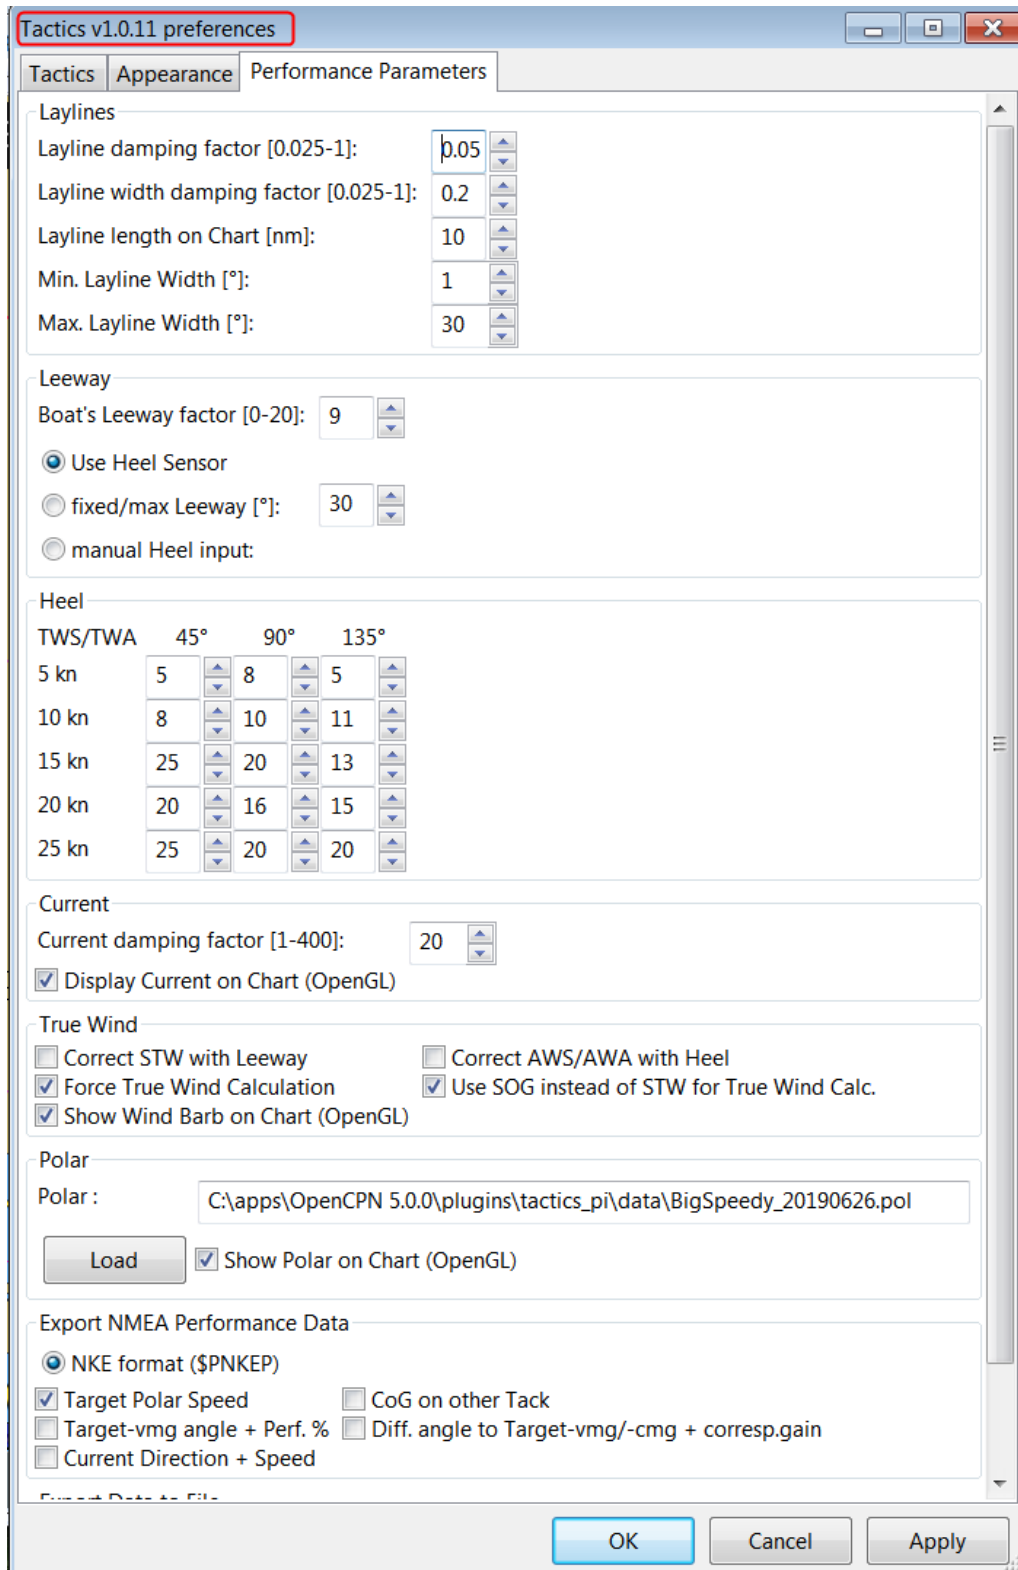 Tactics v1.0.11 preferences
Tactics Appearance Performance Parameters
Laylines
Layline damping factor [0.025-1]: 0.05
Layline width damping factor [0.025-1]: 0.2
Layline length on Chart [nm]: 10
Min. Layline Width [°]: 1
Max. Layline Width [°]: 30
Leeway
Boat's Leeway factor [0-20]: 9
Use Heel Sensor
fixed/max Leeway [°]: 30
manual Heel input:
Heel
TWS/TWA 45° 90° 135°
5 kn 5 8 5
10 kn 8 10 11
15 kn 25 20 13
20 kn 20 16 15
25 kn 25 20 20
Current
Current damping factor [1-400]: 20
Display Current on Chart (OpenGL)
True Wind
Correct STW with Leeway Correct AWS/AWA with Heel
Force True Wind Calculation Use SOG instead of STW for True Wind Calc.
Show Wind Barb on Chart (OpenGL)
Polar
Polar : C:\apps\OpenCPN 5.0.0\plugins\tactics_pi\data\BigSpeedy_20190626.pol
Load Show Polar on Chart (OpenGL)
Export NMEA Performance Data
NKE format ($PNKEP)
Target Polar Speed CoG on other Tack
Target-vmg angle + Perf. % Diff. angle to Target-vmg/-cmg + corresp.gain
Current Direction + Speed
Export Data to File
OK Cancel Apply